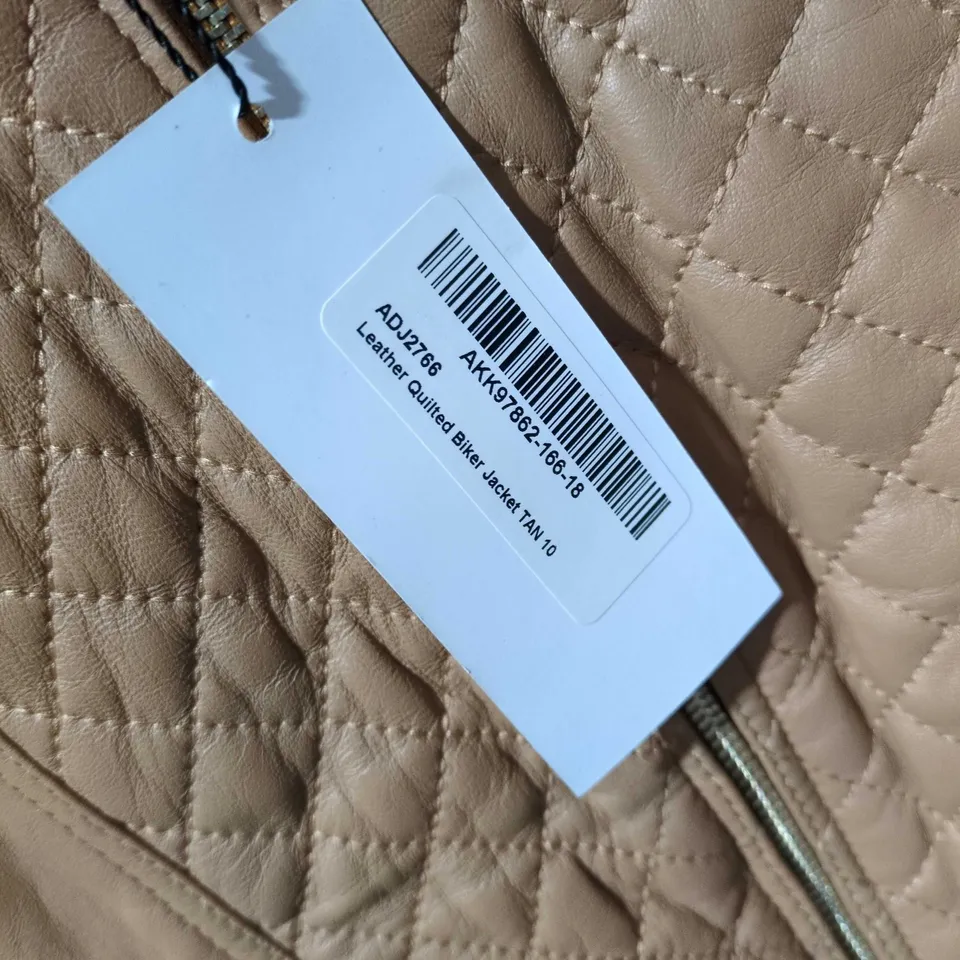 AKK97862-166-18
ADJ2766
Leather Quilted Biker Jacket TAN 10